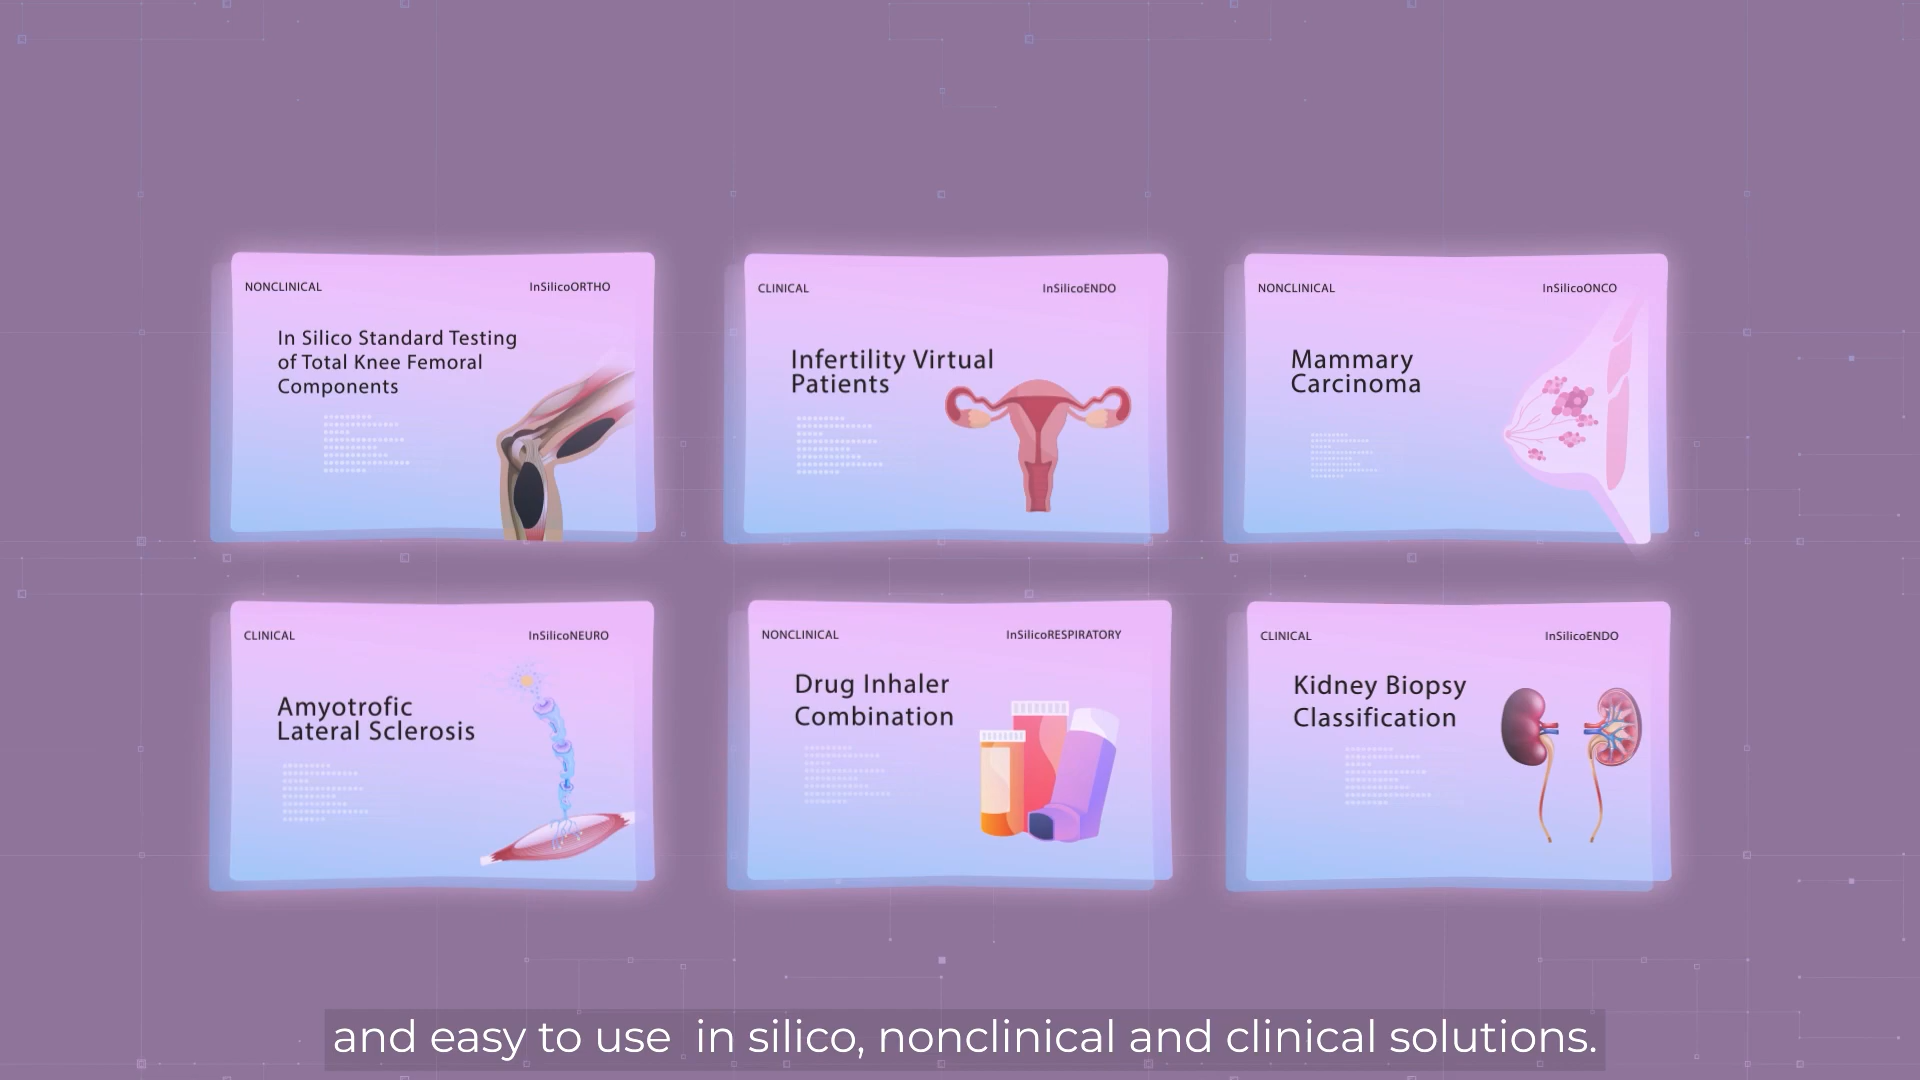 NONCLINICAL
InSilicoORTHO
In Silico Standard Testing
of Total Knee Femoral
Components
CLINICAL
InSilicoENDO
Infertility Virtual
Patients
NONCLINICAL
InSilicoONCO
Mammary
Carcinoma
CLINICAL
InSilicoNEURO
Amyotrofic
Lateral Sclerosis
NONCLINICAL
InSilicoRESPIRATORY
Drug Inhaler
Combination
CLINICAL
InSilicoENDO
Kidney Biopsy
Classification
and easy to use  in silico, nonclinical and clinical solutions.